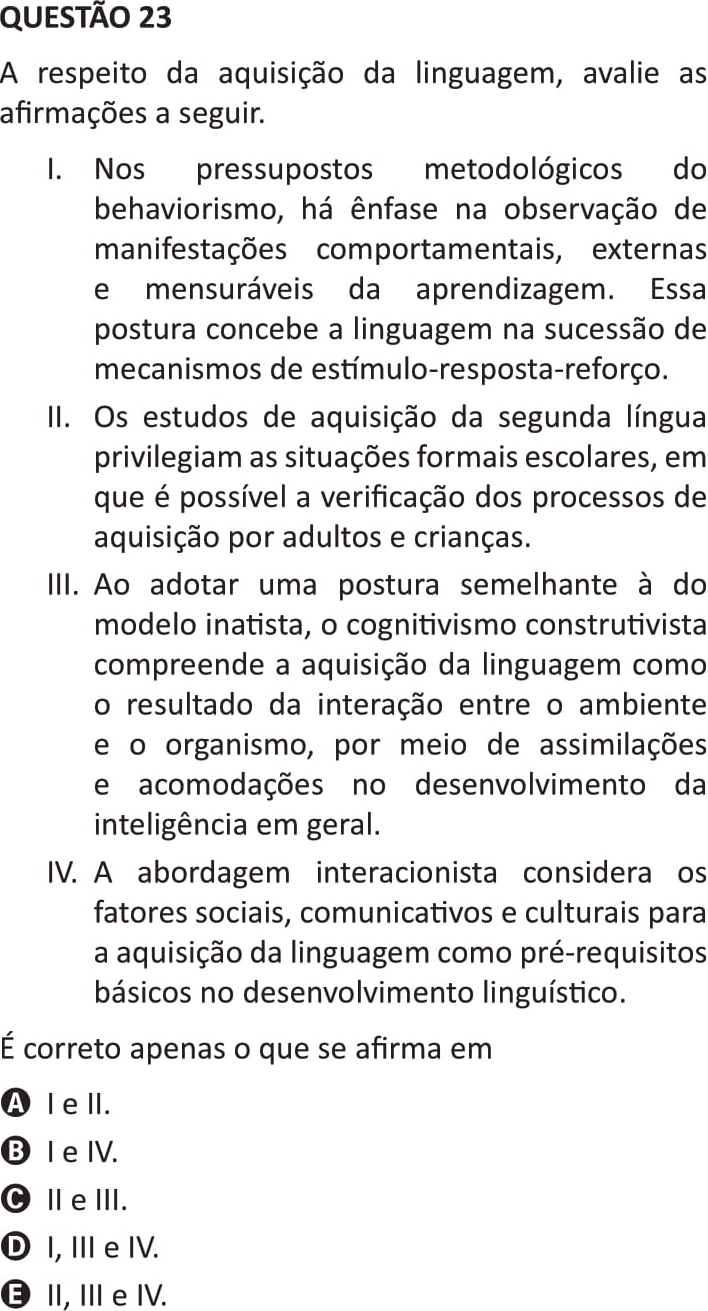 QUESTÃO 23
A respeito da aquisição da linguagem, avalie as
afirmações a seguir.
I. Nos pressupostos metodológicos do
behaviorismo, há ênfase na observação de
manifestações comportamentais, externas
e mensuráveis da aprendizagem. Essa
postura concebe a linguagem na sucessão de
mecanismos de estímulo-resposta-reforço.
II. Os estudos de aquisição da segunda língua
privilegiam as situações formais escolares, em
que é possível a verificação dos processos de
aquisição por adultos e crianças.
III. Ao adotar uma postura semelhante à do
modelo inatista, o cognitivismo construtivista
compreende a aquisição da linguagem como
o resultado da interação entre o ambiente
e o organismo, por meio de assimilações
e acomodações no desenvolvimento da
inteligência em geral.
IV. A abordagem interacionista considera os
fatores sociais, comunicativos e culturais para
a aquisição da linguagem como pré-requisitos
básicos no desenvolvimento linguístico.
É correto apenas o que se afirma em
A I e II.
B I e IV.
C II e III.
D I, III e IV.
E II, III e IV.